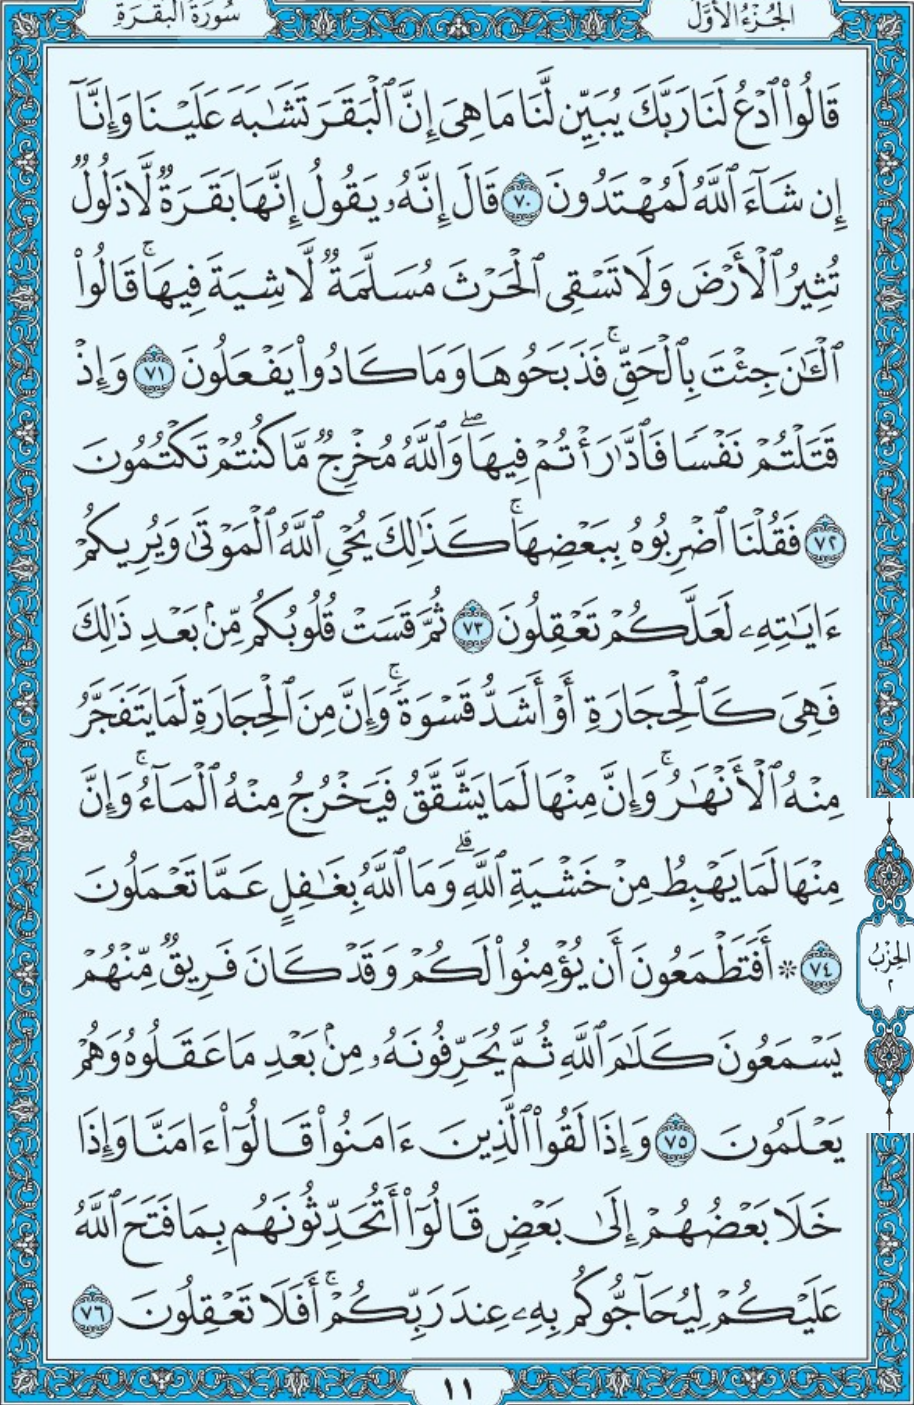 الجُزْءُ الأَوَّلُ
سُورَةُ البَقَرَةِ
قَالُواْ ٱدۡعُ لَنَا رَبَّكَ يُبَيِّن لَّنَا مَا هِيَ إِنَّ ٱلۡبَقَرَ تَشَٰبَهَ عَلَيۡنَا وَإِنَّآ
إِن شَآءَ ٱللَّهُ لَمُهۡتَدُونَ ٧٠ قَالَ إِنَّهُۥ يَقُولُ إِنَّهَا بَقَرَةٞ لَّا ذَلُولٞ
تُثِيرُ ٱلۡأَرۡضَ وَلَا تَسۡقِي ٱلۡحَرۡثَ مُسَلَّمَةٞ لَّا شِيَةَ فِيهَاۚ قَالُواْ
ٱلۡـَٰٔنَ جِئۡتَ بِٱلۡحَقِّۚ فَذَبَحُوهَا وَمَا كَادُواْ يَفۡعَلُونَ ٧١ وَإِذۡ
قَتَلۡتُمۡ نَفۡسٗا فَٱدَّٰرَٰٔتُمۡ فِيهَاۖ وَٱللَّهُ مُخۡرِجٞ مَّا كُنتُمۡ تَكۡتُمُونَ
٧٢ فَقُلۡنَا ٱضۡرِبُوهُ بِبَعۡضِهَاۚ كَذَٰلِكَ يُحۡيِ ٱللَّهُ ٱلۡمَوۡتَىٰ وَيُرِيكُمۡ
ءَايَٰتِهِۦ لَعَلَّكُمۡ تَعۡقِلُونَ ٧٣ ثُمَّ قَسَتۡ قُلُوبُكُم مِّنۢ بَعۡدِ ذَٰلِكَ
فَهِيَ كَٱلۡحِجَارَةِ أَوۡ أَشَدُّ قَسۡوَةٗۚ وَإِنَّ مِنَ ٱلۡحِجَارَةِ لَمَا يَتَفَجَّرُ
مِنۡهُ ٱلۡأَنۡهَٰرُۚ وَإِنَّ مِنۡهَا لَمَا يَشَّقَّقُ فَيَخۡرُجُ مِنۡهُ ٱلۡمَآءُۚ وَإِنَّ
مِنۡهَا لَمَا يَهۡبِطُ مِنۡ خَشۡيَةِ ٱللَّهِۗ وَمَا ٱللَّهُ بِغَٰفِلٍ عَمَّا تَعۡمَلُونَ
٧٤ * أَفَتَطۡمَعُونَ أَن يُؤۡمِنُواْ لَكُمۡ وَقَدۡ كَانَ فَرِيقٞ مِّنۡهُمۡ
يَسۡمَعُونَ كَلَٰمَ ٱللَّهِ ثُمَّ يُحَرِّفُونَهُۥ مِنۢ بَعۡدِ مَا عَقَلُوهُ وَهُمۡ
يَعۡلَمُونَ ٧٥ وَإِذَا لَقُواْ ٱلَّذِينَ ءَامَنُواْ قَالُوٓاْ ءَامَنَّا وَإِذَا
خَلَا بَعۡضُهُمۡ إِلَىٰ بَعۡضٖ قَالُوٓاْ أَتُحَدِّثُونَهُم بِمَا فَتَحَ ٱللَّهُ
عَلَيۡكُمۡ لِيُحَآجُّوكُم بِهِۦ عِندَ رَبِّكُمۡۚ أَفَلَا تَعۡقِلُونَ ٧٦
الحِزْبُ
٢
١١